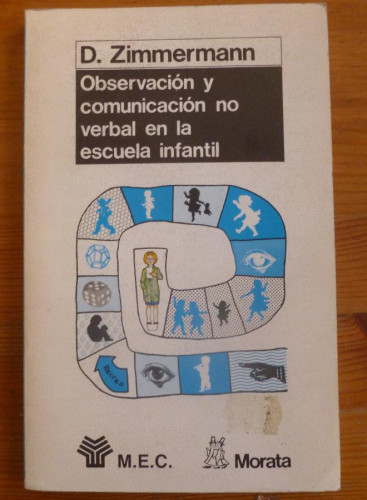 D. Zimmermann
Observación y
comunicación no
verbal en la
escuela infantil
M.E.C.
Morata